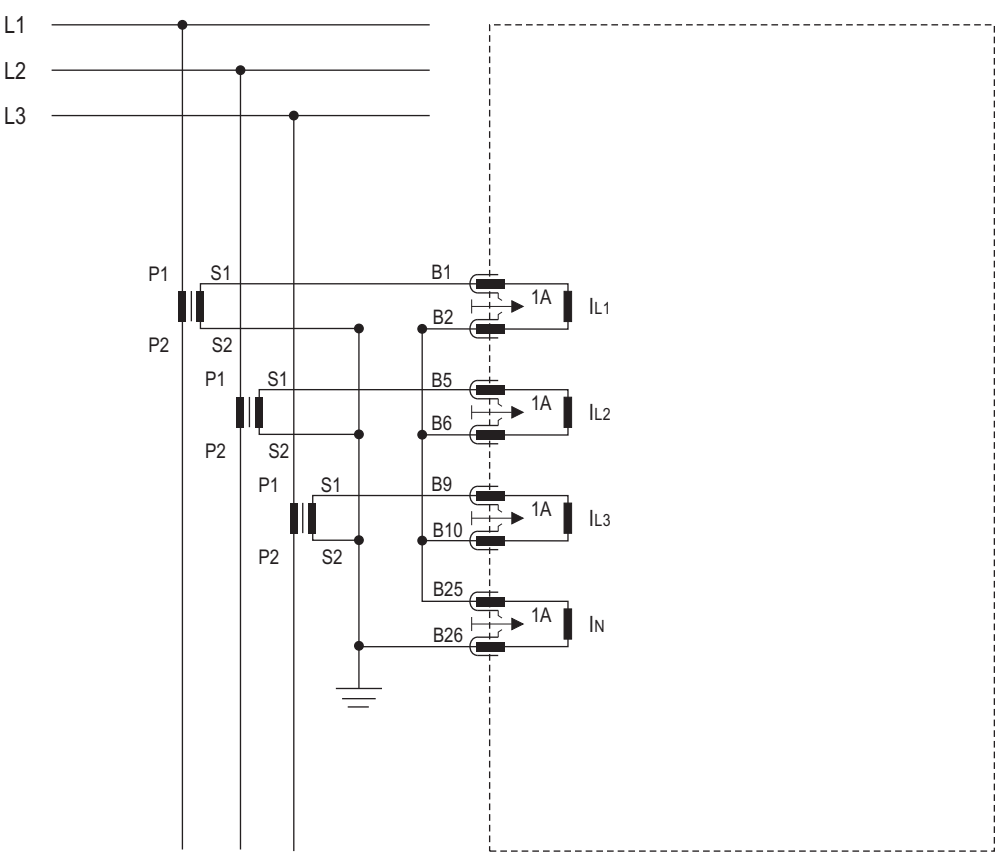 L1
L2
L3
P1 S1 B1 1A IL1
B2
P2 S2
P1 S1 B5 1A IL2
B6
P2 S2
P1 S1 B9 1A IL3
B10
P2 S2
B25 1A IN
B26